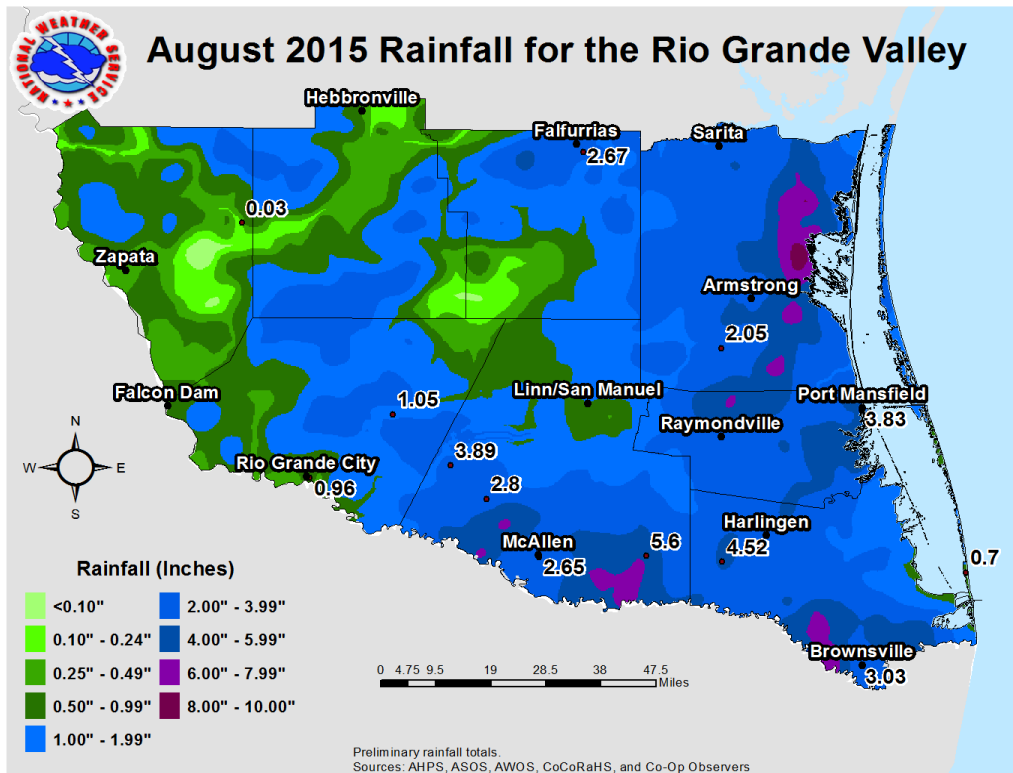 NATIONAL WEATHER SERVICE
August 2015 Rainfall for the Rio Grande Valley
Hebbronville
Falfurrias
2.67
Sarita
0.03
Zapata
Armstrong
2.05
Falcon Dam
1.05
Linn/San Manuel
Port Mansfield
3.83
Raymondville
N
W
E
S
3.89
Rio Grande City
0.96
2.8
McAllen
2.65
5.6
Harlingen
4.52
0.7
Brownsville
3.03
Rainfall (Inches)
<0.10"
0.10" - 0.24"
0.25" - 0.49"
0.50" - 0.99"
1.00" - 1.99"
2.00" - 3.99"
4.00" - 5.99"
6.00" - 7.99"
8.00" - 10.00"
0 4.75 9.5 19 28.5 38 47.5
Miles
Preliminary rainfall totals.
Sources: AHPS, ASOS, AWOS, CoCoRaHS, and Co-Op Observers